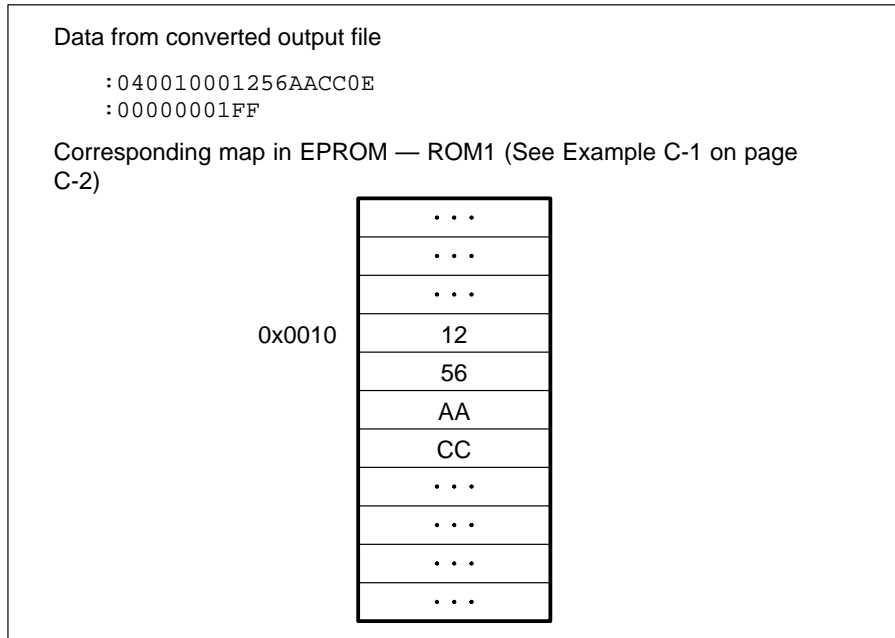 Data from converted output file
:040010001256AACC0E
:00000001FF
Corresponding map in EPROM — ROM1 (See Example C-1 on page
C-2)
. . .
. . .
. . .
0x0010 12
56
AA
CC
. . .
. . .
. . .
. . .